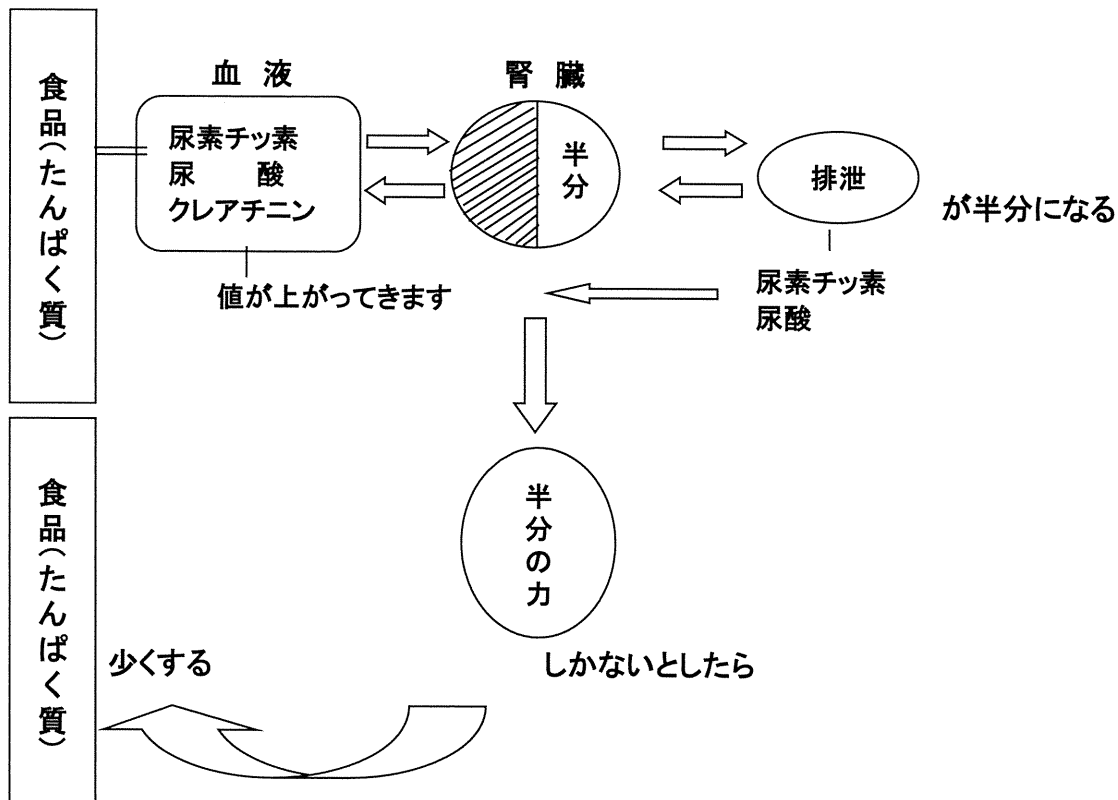 食品(たんぱく質)
血液
尿素チッ素
尿酸
クレアチニン
値が上がってきます
腎臓
半分
排泄
が半分になる
尿素チッ素
尿酸
半分の力
しかないとしたら
食品(たんぱく質)
少くする